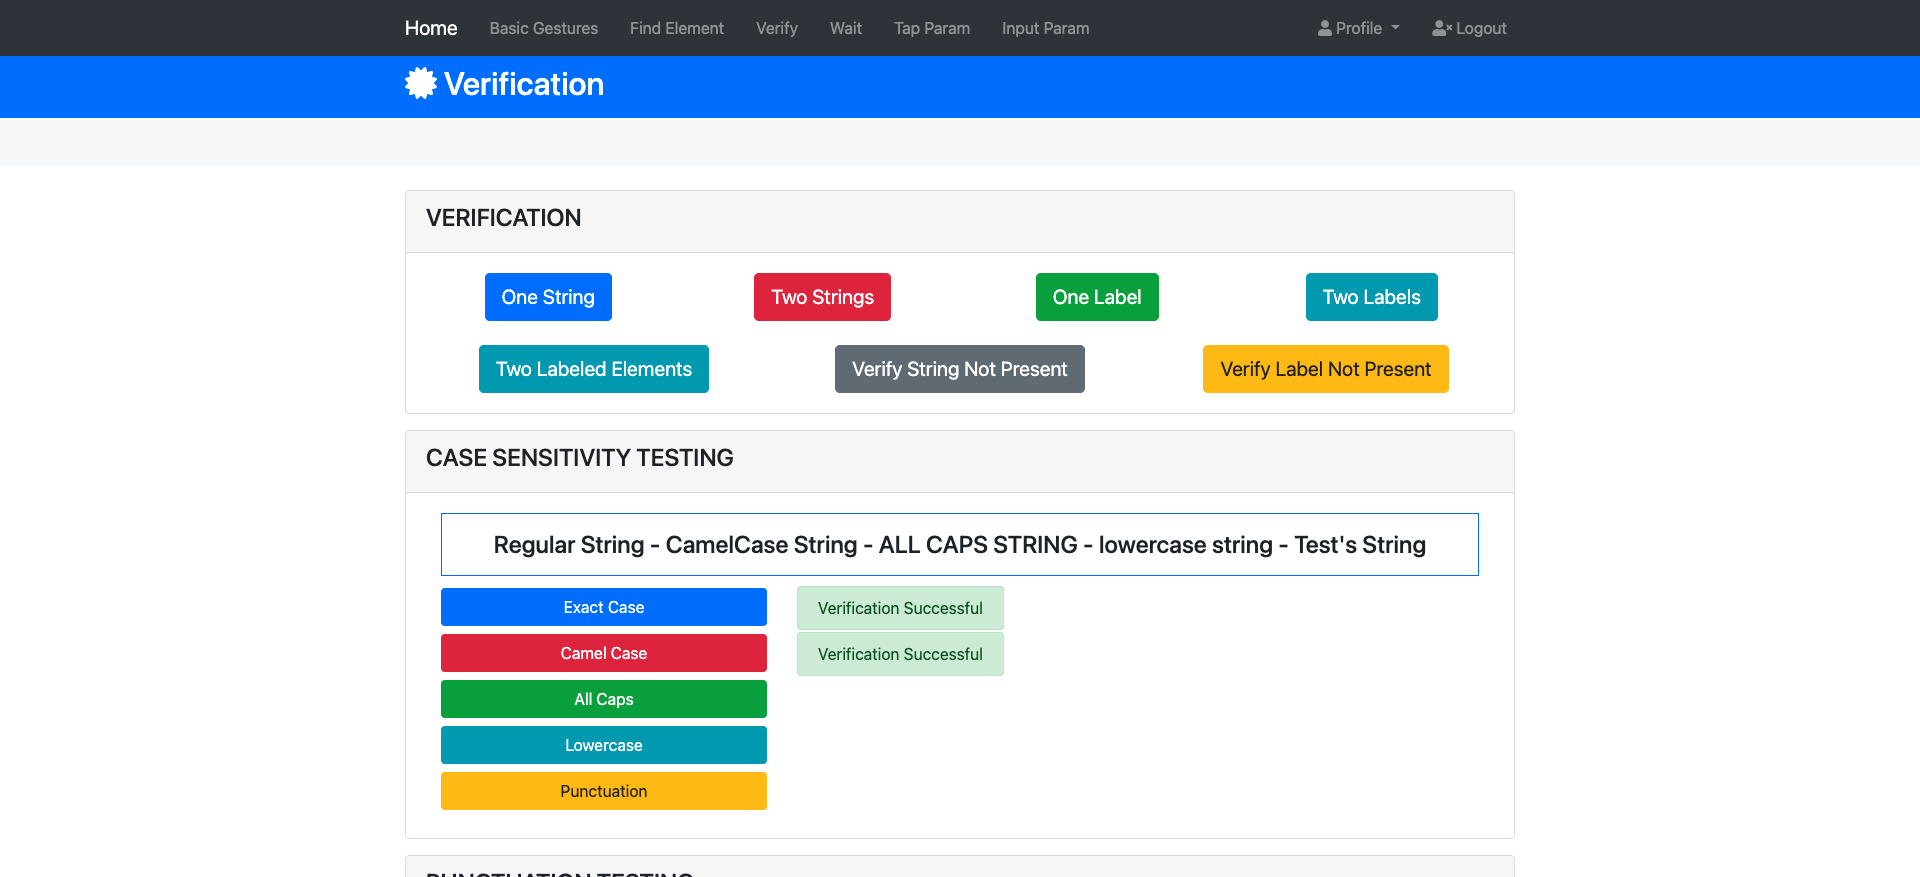 Home Basic Gestures Find Element Verify Wait Tap Param Input Param Profile Logout
Verification
VERIFICATION
One String Two Strings One Label Two Labels
Two Labeled Elements Verify String Not Present Verify Label Not Present
CASE SENSITIVITY TESTING
Regular String - CamelCase String - ALL CAPS STRING - lowercase string - Test's String
Exact Case Verification Successful
Camel Case Verification Successful
All Caps
Lowercase
Punctuation
PUNCTUATION TESTING